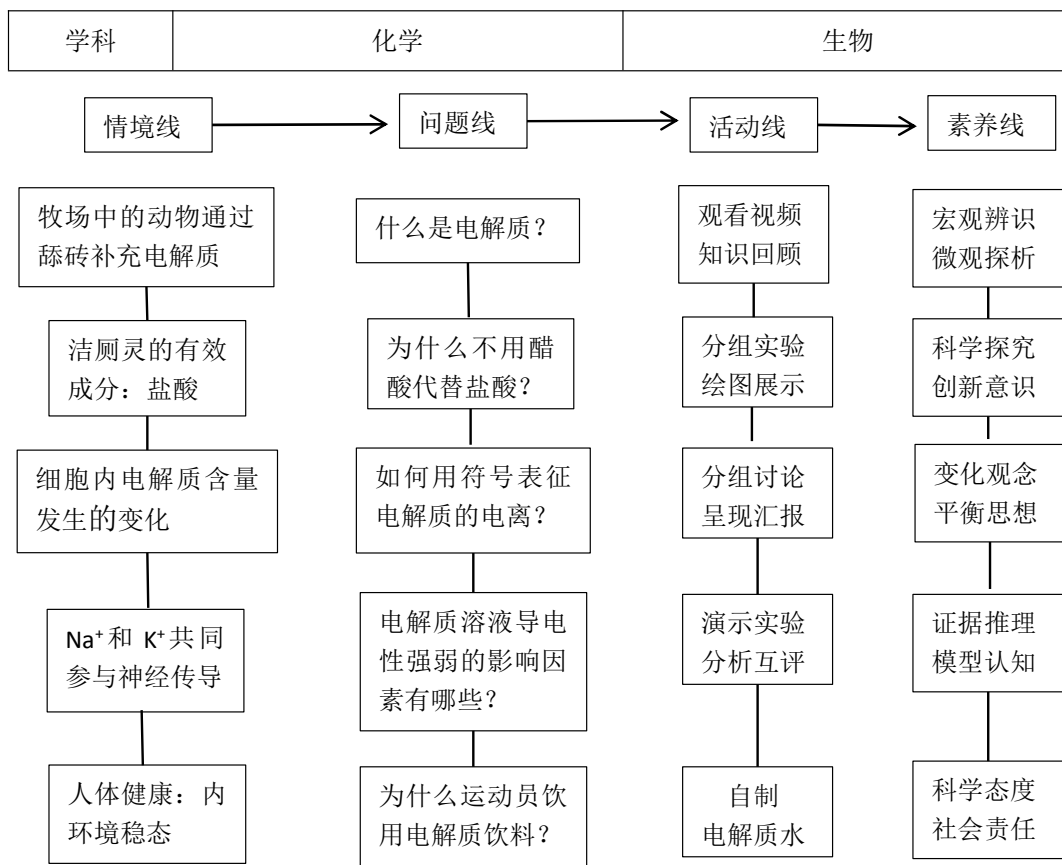 学科 化学 生物
情境线 问题线 活动线 素养线
牧场中的动物通过
舔砖补充电解质
什么是电解质？
观看视频
知识回顾
宏观辨识
微观探析
洁厕灵的有效
成分：盐酸
为什么不用醋
酸代替盐酸？
分组实验
绘图展示
科学探究
创新意识
细胞内电解质含量
发生的变化
如何用符号表征
电解质的电离？
分组讨论
呈现汇报
变化观念
平衡思想
Na⁺和 K⁺共同
参与神经传导
电解质溶液导电
性强弱的影响因
素有哪些？
演示实验
分析互评
证据推理
模型认知
人体健康：内
环境稳态
为什么运动员饮
用电解质饮料？
自制
电解质水
科学态度
社会责任